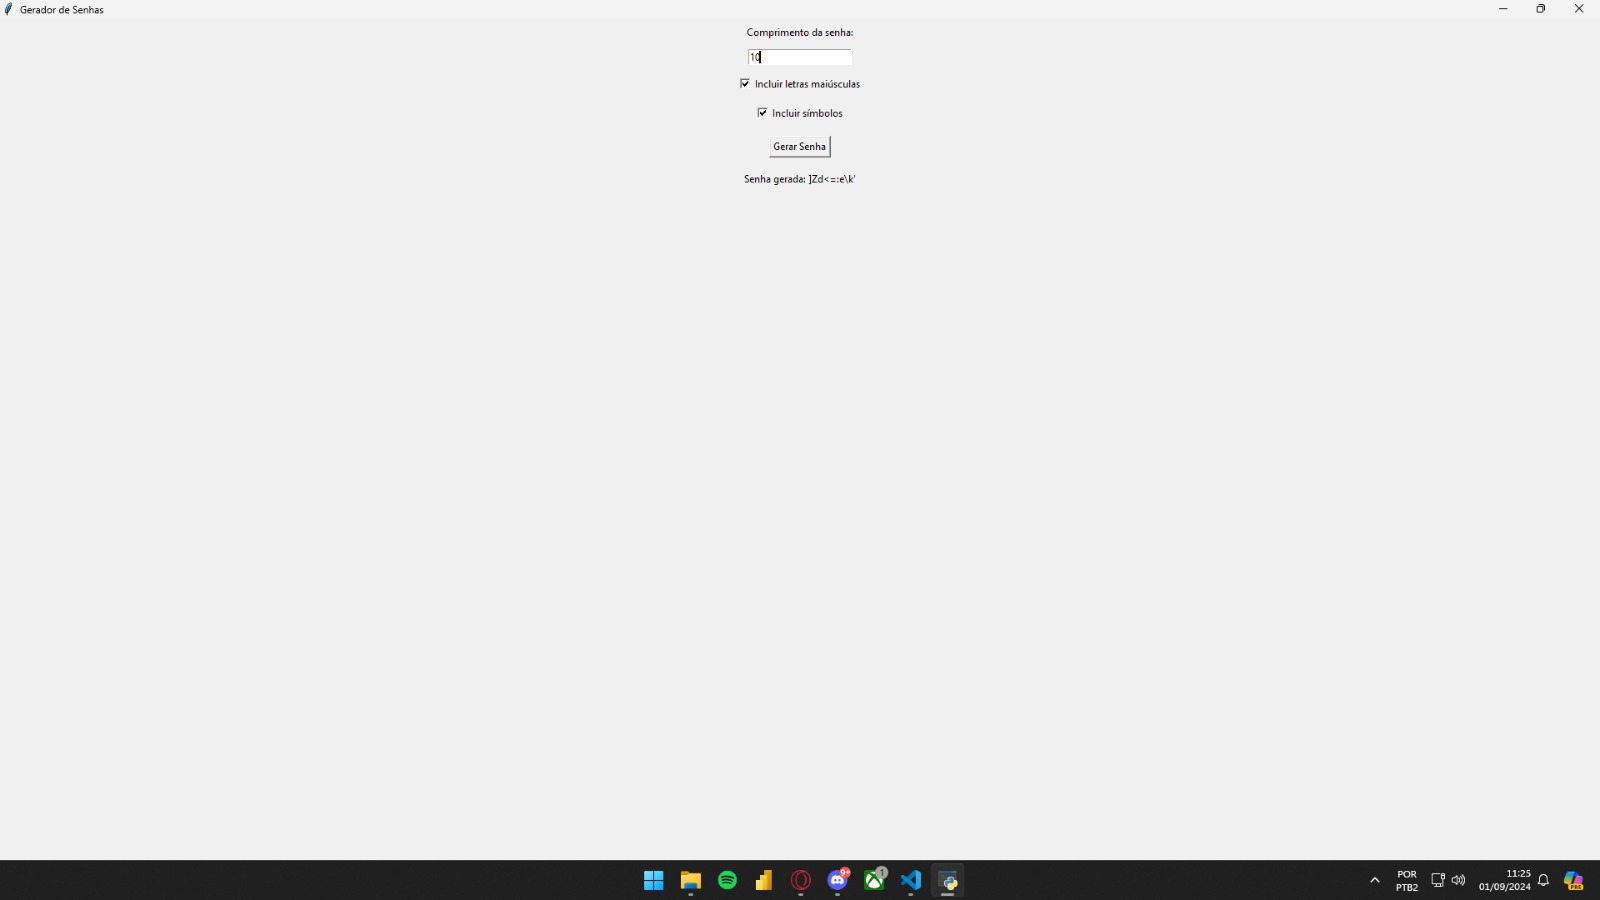 Gerador de Senhas
Comprimento da senha:
10
Incluir letras maiúsculas
Incluir símbolos
Gerar Senha
Senha gerada: ]Zd<=:e\k'
9+
1
POR
PTB2
11:25
01/09/2024
PRE